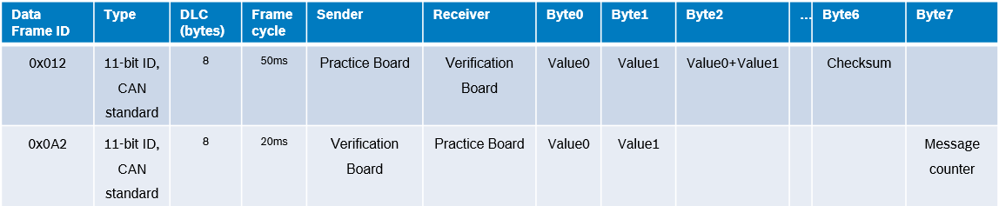 Data Frame ID Type DLC (bytes) Frame cycle Sender Receiver Byte0 Byte1 Byte2 ... Byte6 Byte7
0x012 11-bit ID, CAN standard 8 50ms Practice Board Verification Board Value0 Value1 Value0+Value1 Checksum
0x0A2 11-bit ID, CAN standard 8 20ms Verification Board Practice Board Value0 Value1 Message counter